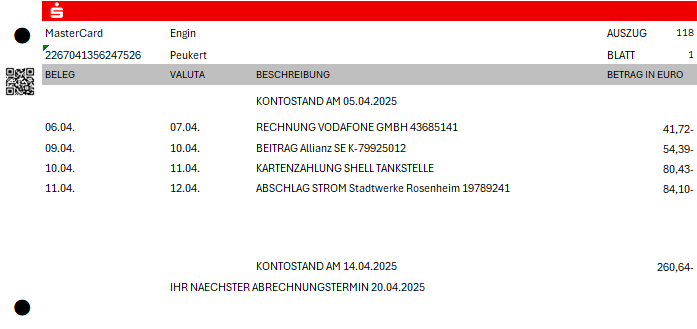 MasterCard Engin AUSZUG 118
2267041356247526 Peukert BLATT 1
BELEG VALUTA BESCHREIBUNG BETRAG IN EURO
KONTOSTAND AM 05.04.2025
06.04. 07.04. RECHNUNG VODAFONE GMBH 43685141 41,72-
09.04. 10.04. BEITRAG Allianz SE K-79925012 54,39-
10.04. 11.04. KARTENZAHLUNG SHELL TANKSTELLE 80,43-
11.04. 12.04. ABSCHLAG STROM Stadtwerke Rosenheim 19789241 84,10-
KONTOSTAND AM 14.04.2025 260,64-
IHR NAECHSTER ABRECHNUNGSTERMIN 20.04.2025